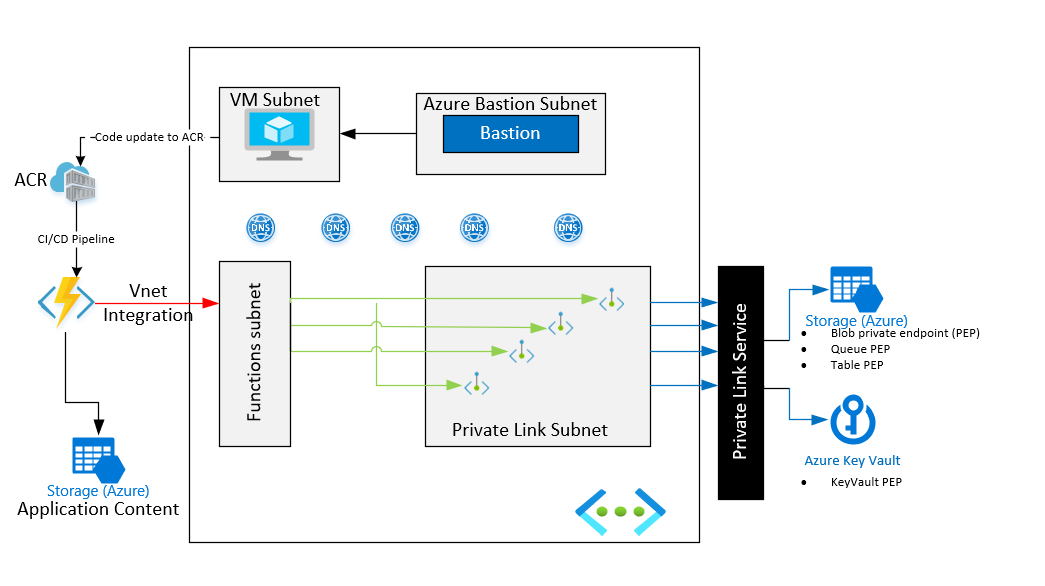 VM Subnet
Azure Bastion Subnet
Bastion
Code update to ACR
ACR
DNS
DNS
DNS
DNS
DNS
CI/CD Pipeline
Vnet
Integration
Functions subnet
Private Link Subnet
Private Link Service
Storage (Azure)
• Blob private endpoint (PEP)
• Queue PEP
• Table PEP
Azure Key Vault
• KeyVault PEP
Storage (Azure)
Application Content